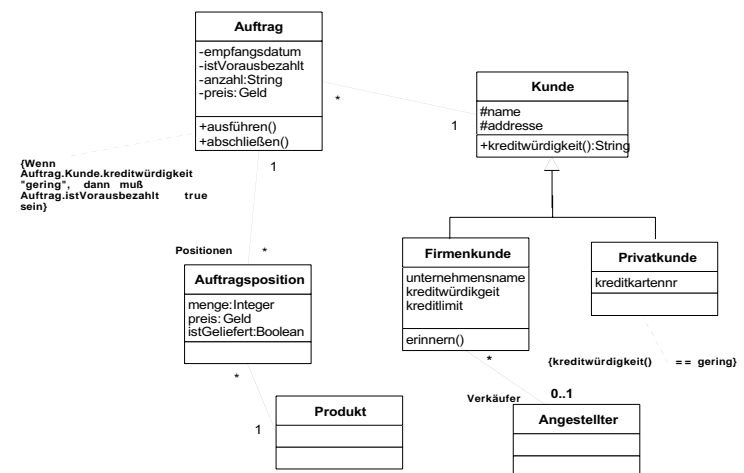 Auftrag
-empfangsdatum
-istVorausbezahlt
-anzahl:String
-preis:Geld
+ausführen()
+abschließen()
*
1
Kunde
#name
#addresse
+kreditwürdigkeit():String
1
{Wenn
Auftrag.Kunde.kreditwürdigkeit
"gering", dann muß
Auftrag.istVorausbezahlt true
sein}
Positionen *
Auftragsposition
menge:Integer
preis:Geld
istGeliefert:Boolean
*
1
Produkt
Firmenkunde
unternehmensname
kreditwürdikgeit
kreditlimit
erinnern()
*
Privatkunde
kreditkartennr
{kreditwürdigkeit() == gering}
Verkäufer 0..1
Angestellter